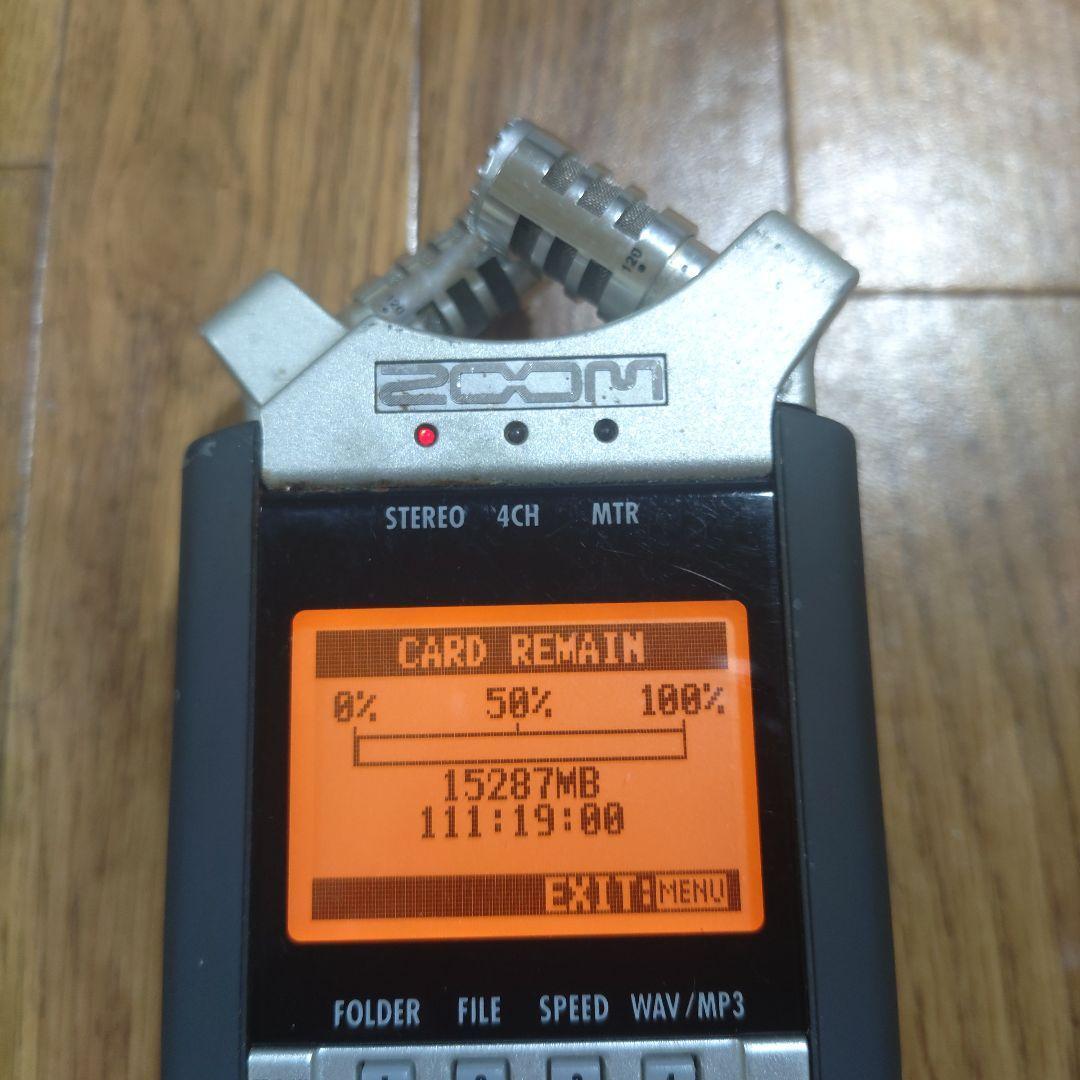 120
ZOOM
STEREO 4CH MTR
CARD REMAIN
0% 50% 100%
15287MB
111:19:00
EXIT:MENU
FOLDER FILE SPEED WAV/MP3